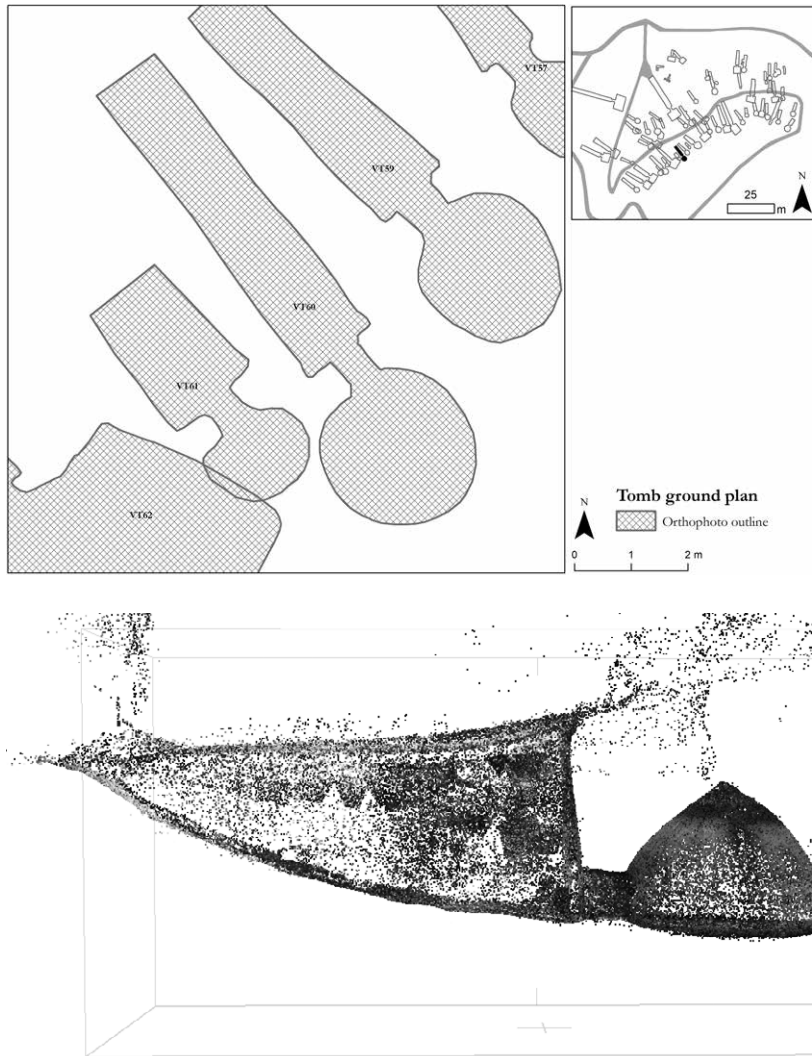 VT57
VT59
VT60
VT61
VT62
N
25
m
N
Tomb ground plan
Orthophoto outline
0 1 2 m